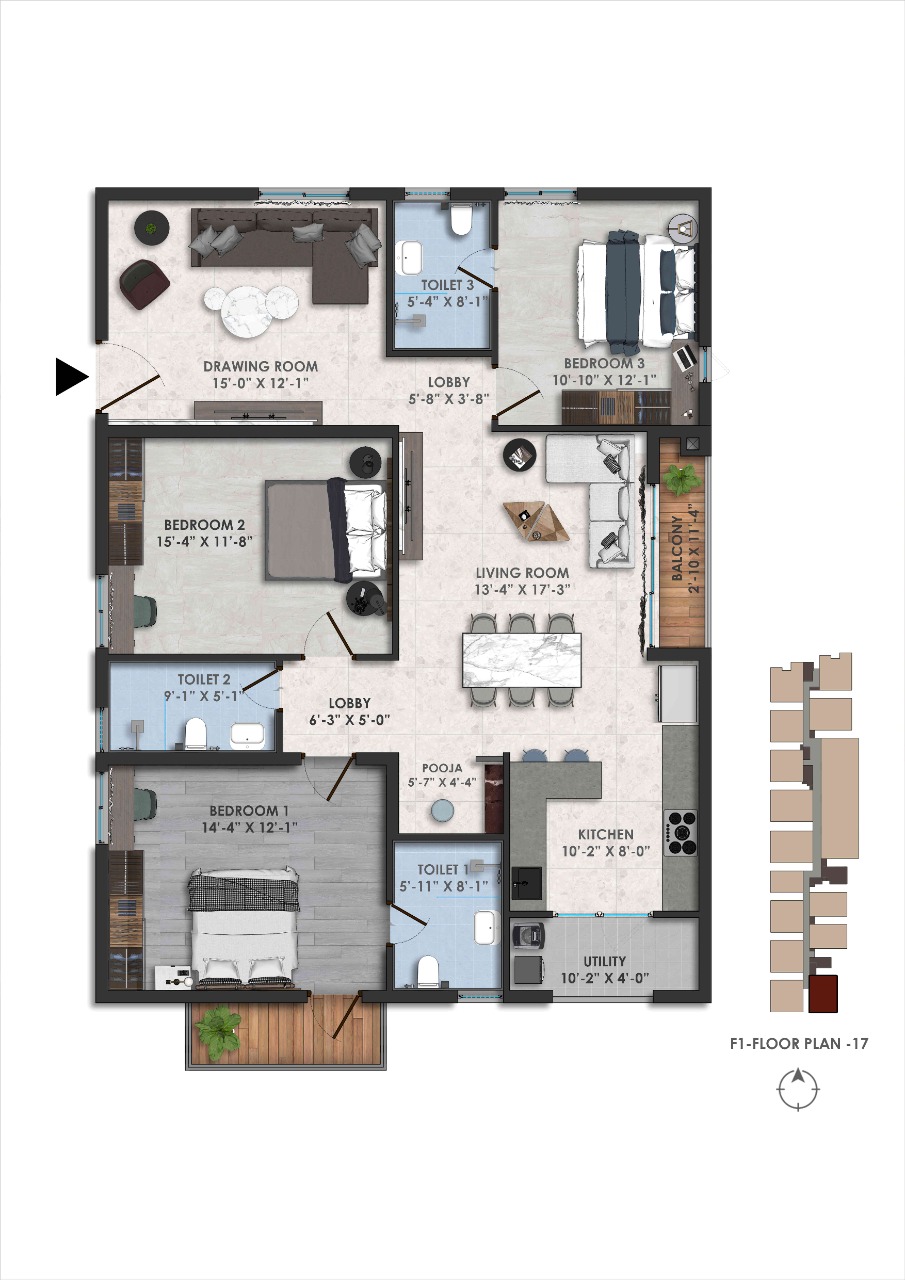 DRAWING ROOM
15'-0" X 12'-1"
TOILET 3
5'-4" X 8'-1"
BEDROOM 3
10'-10" X 12'-1"
LOBBY
5'-8" X 3'-8"
BEDROOM 2
15'-4" X 11'-8"
LIVING ROOM
13'-4" X 17'-3"
BALCONY
2'-10 X 11'-4"
TOILET 2
9'-1" X 5'-1"
LOBBY
6'-3" X 5'-0"
POOJA
5'-7" X 4'-4"
BEDROOM 1
14'-4" X 12'-1"
KITCHEN
10'-2" X 8'-0"
TOILET 1
5'-11" X 8'-1"
UTILITY
10'-2" X 4'-0"
F1-FLOOR PLAN -17